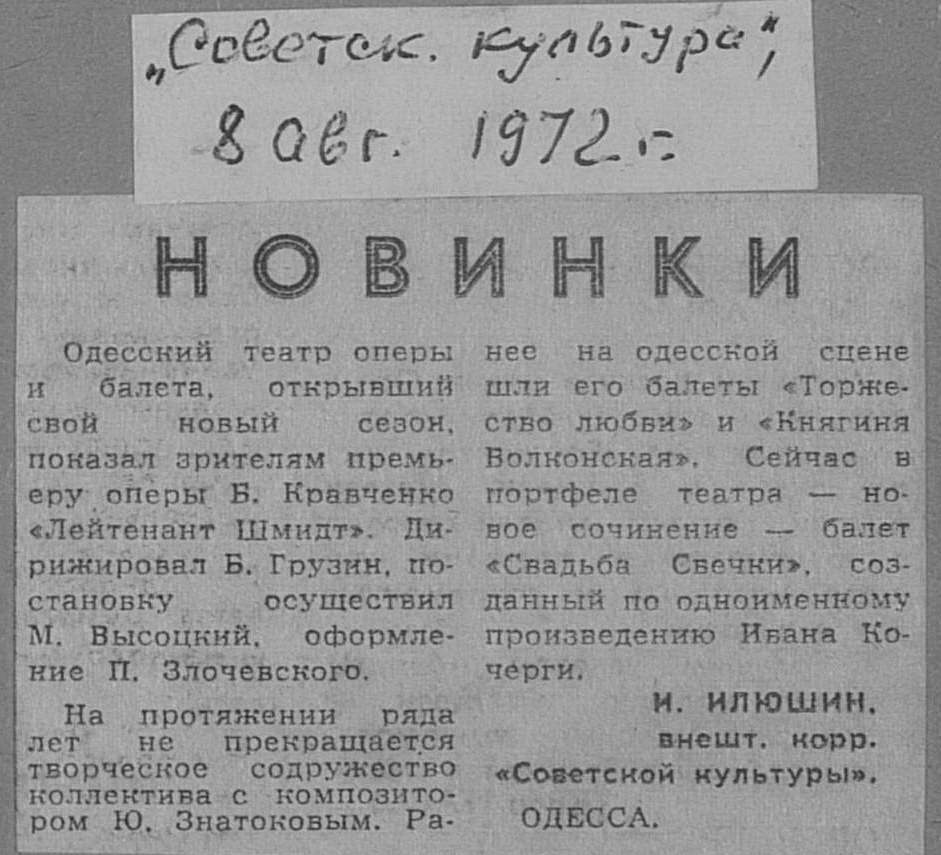 „Советск. культура",
8 авг. 1972 г.
НОВИНКИ
Одесский театр оперы
и балета, открывший
свой новый сезон,
показал зрителям премь-
еру оперы Б. Кравченко
«Лейтенант Шмидт». Ди-
рижировал Б. Грузин, по-
становку осуществил
М. Высоцкий, оформле-
ние П. Злочевского.
На протяжении ряда
лет не прекращается
творческое содружество
коллектива с композито-
ром Ю. Знатоковым. Ра-
нее на одесской сцене
шли его балеты «Торже-
ство любви» и «Княгиня
Волконская». Сейчас в
портфеле театра — но-
вое сочинение — балет
«Свадьба Свечки», соз-
данный по одноименному
произведению Ивана Ко-
черги.
И. ИЛЮШИН,
внешт. корр.
«Советской культуры».
ОДЕССА.